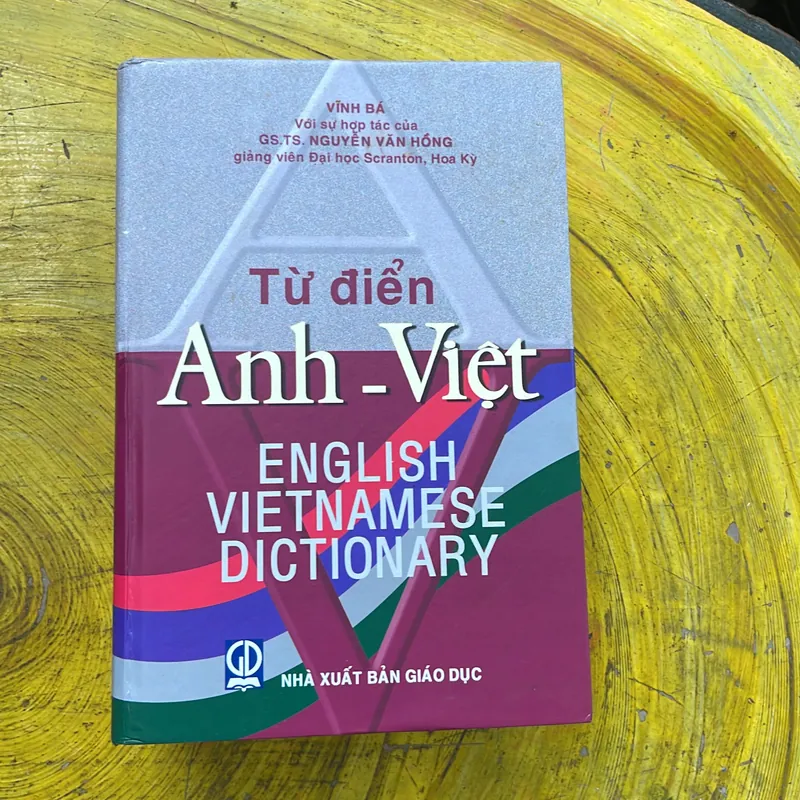 VĨNH BÁ
Với sự hợp tác của
GS.TS. NGUYỄN VĂN HỒNG
giảng viên Đại học Scranton, Hoa Kỳ
Từ điển
Anh - Việt
ENGLISH
VIETNAMESE
DICTIONARY
GD
NHÀ XUẤT BẢN GIÁO DỤC